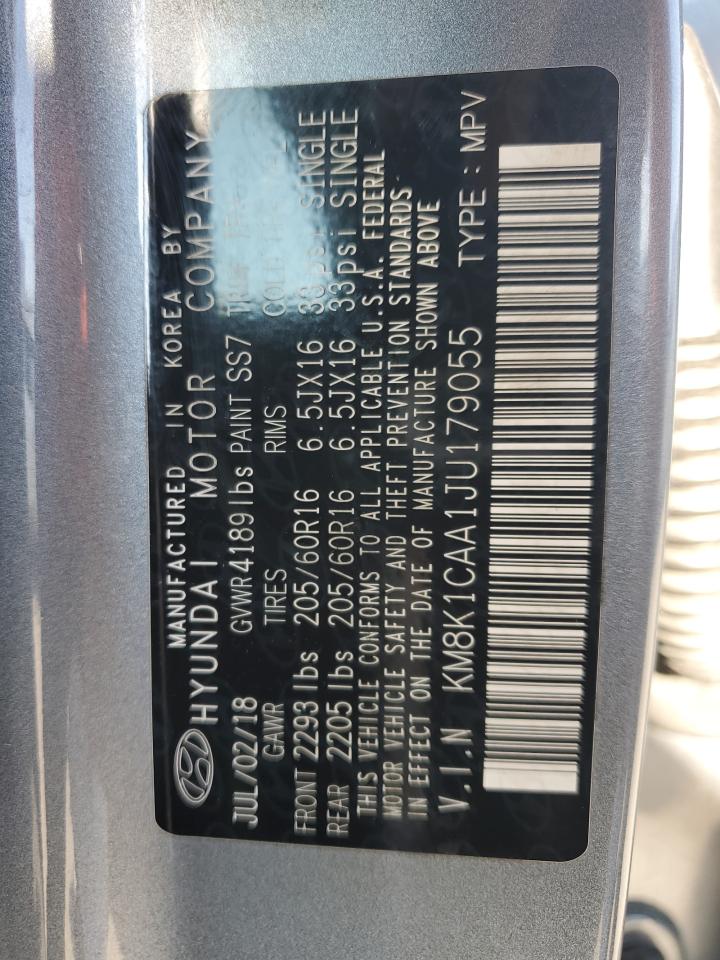 MANUFACTURED IN KOREA BY
HYUNDAI MOTOR COMPANY
JUL/02/18 GVWR4189lbs PAINT SS7 TRIM
GAWR TIRES RIMS COLD
FRONT 2293 lbs 205/60R16 6.5JX16 33psi SINGLE
REAR 2205 lbs 205/60R16 6.5JX16 33psi SINGLE
THIS VEHICLE CONFORMS TO ALL APPLICABLE U.S.A. FEDERAL
MOTOR VEHICLE SAFETY AND THEFT PREVENTION STANDARDS
IN EFFECT ON THE DATE OF MANUFACTURE SHOWN ABOVE
V.I.N KM8K1CAA1JU179055 TYPE : MPV